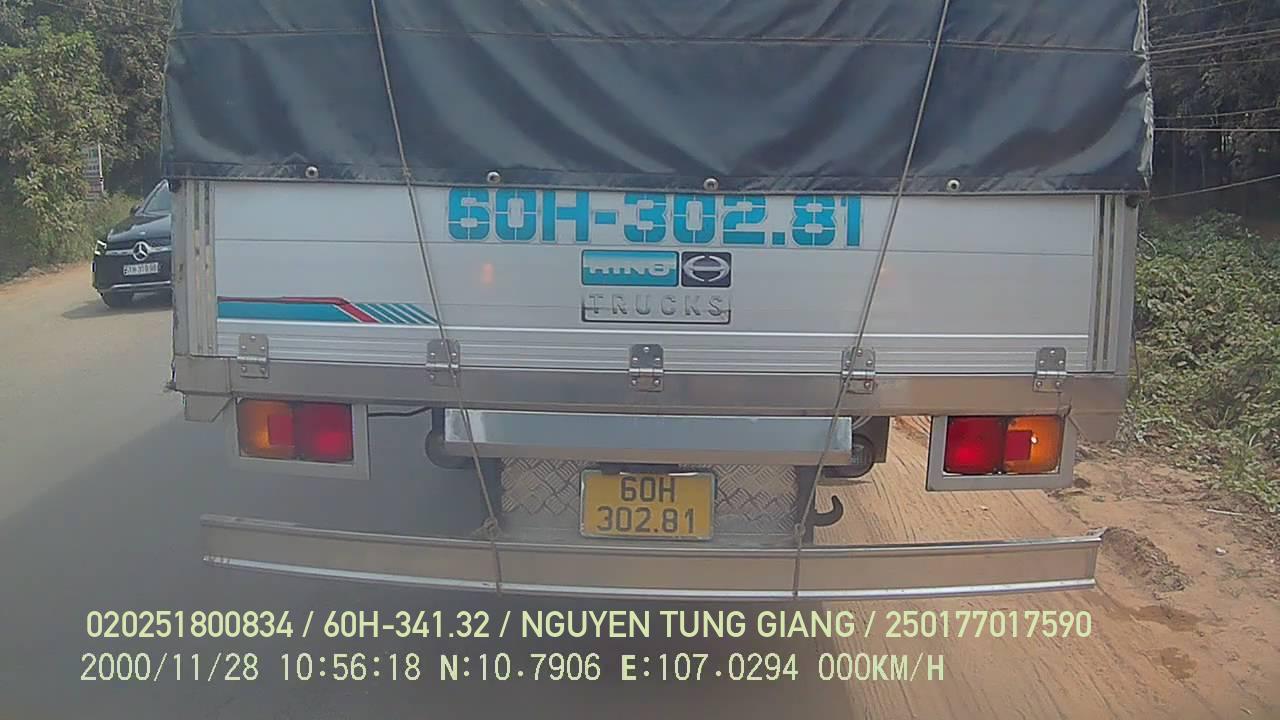 60H-302.81
HINO
TRUCKS
60H
302.81
020251800834 / 60H-341.32 / NGUYEN TUNG GIANG / 250177017590
2000/11/28 10:56:18 N:10.7906 E:107.0294 000KM/H